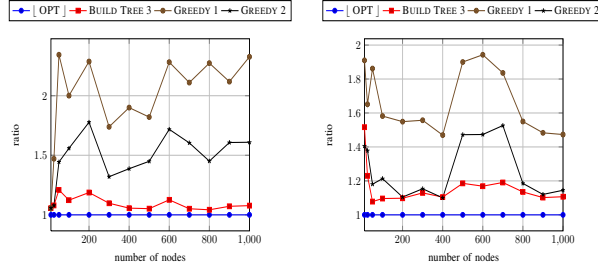 ⌊ OPT BUILD TREE 3 GREEDY 1 GREEDY 2
2
1.5
1
200 400 600 800 1,000
number of nodes
ratio
⌊ OPT BUILD TREE 3 GREEDY 1 GREEDY 2
2
1.8
1.6
1.4
1.2
1
200 400 600 800 1,000
number of nodes
ratio